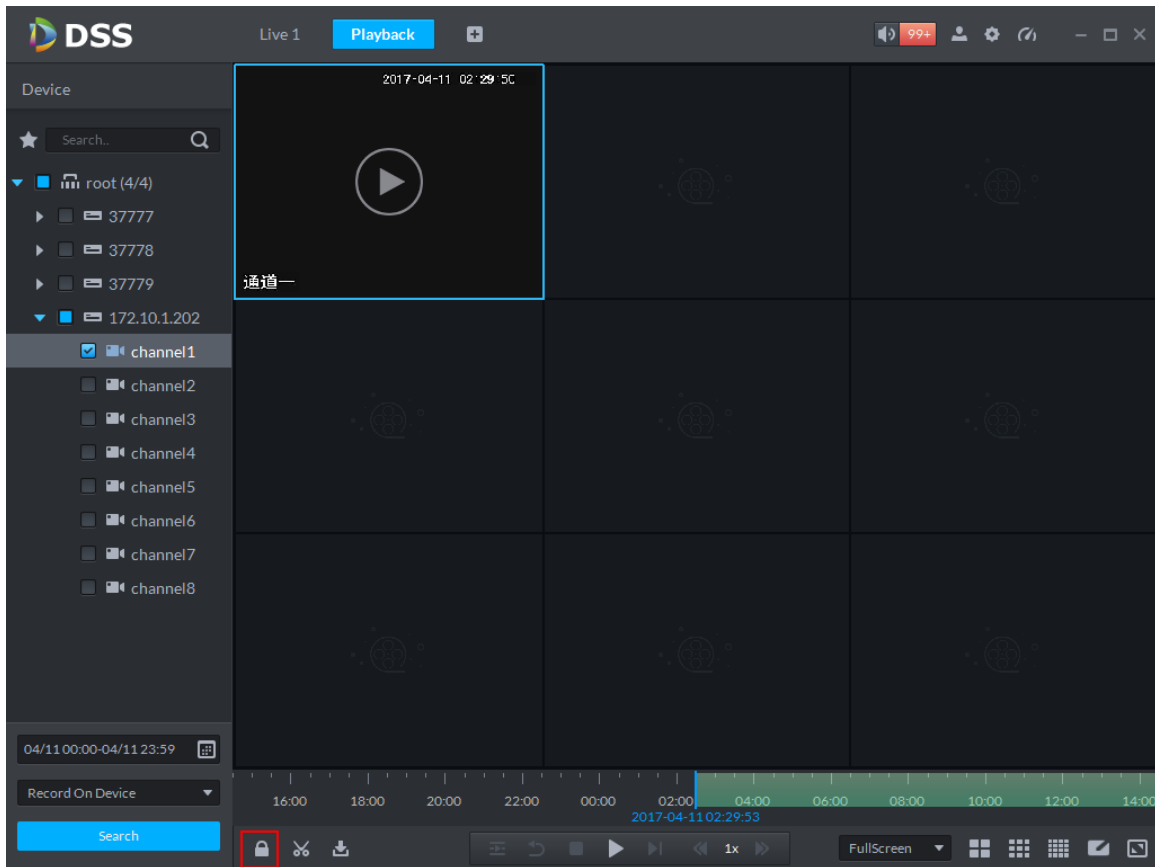 DSS
Live 1
Playback
99+
Device
Search..
root (4/4)
37777
37778
37779
172.10.1.202
channel1
channel2
channel3
channel4
channel5
channel6
channel7
channel8
04/11 00:00-04/11 23:59
Record On Device
Search
2017-04-11 02:29:50
通道一
16:00 18:00 20:00 22:00 00:00 02:00 04:00 06:00 08:00 10:00 12:00 14:00
2017-04-11 02:29:53
1x
FullScreen